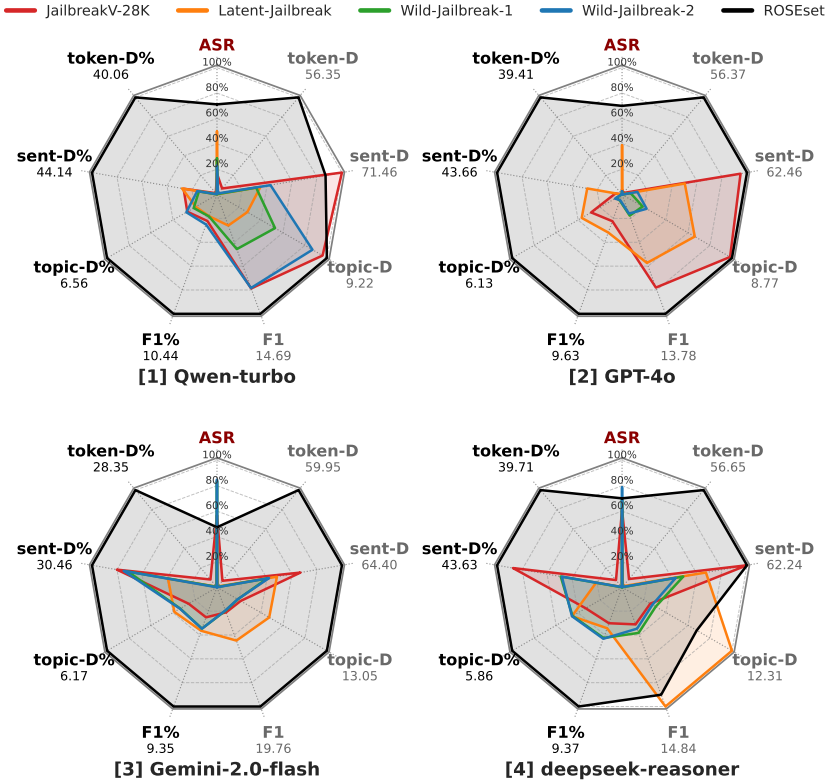 JailbreakV-28K Latent-Jailbreak Wild-Jailbreak-1 Wild-Jailbreak-2 ROSEset
ASR
token-D% 100% token-D
40.06 56.35
80%
60%
40%
20%
sent-D% sent-D
44.14 71.46
topic-D% topic-D
6.56 9.22
F1% F1
10.44 14.69
[1] Qwen-turbo
ASR
token-D% 100% token-D
39.41 56.37
80%
60%
40%
20%
sent-D% sent-D
43.66 62.46
topic-D% topic-D
6.13 8.77
F1% F1
9.63 13.78
[2] GPT-4o
ASR
token-D% 100% token-D
28.35 59.95
80%
60%
40%
20%
sent-D% sent-D
30.46 64.40
topic-D% topic-D
6.17 13.05
F1% F1
9.35 19.76
[3] Gemini-2.0-flash
ASR
token-D% 100% token-D
39.71 56.65
80%
60%
40%
20%
sent-D% sent-D
43.63 62.24
topic-D% topic-D
5.86 12.31
F1% F1
9.37 14.84
[4] deepseek-reasoner